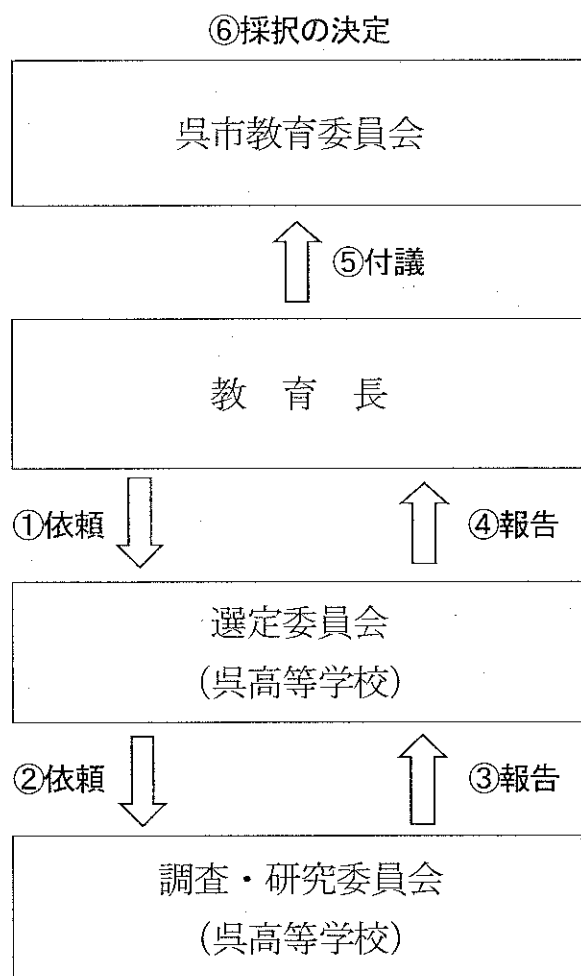 ⑥採択の決定
呉市教育委員会
⑤付議
教　育　長
①依頼
④報告
選定委員会
(呉高等学校)
②依頼
③報告
調査・研究委員会
(呉高等学校)